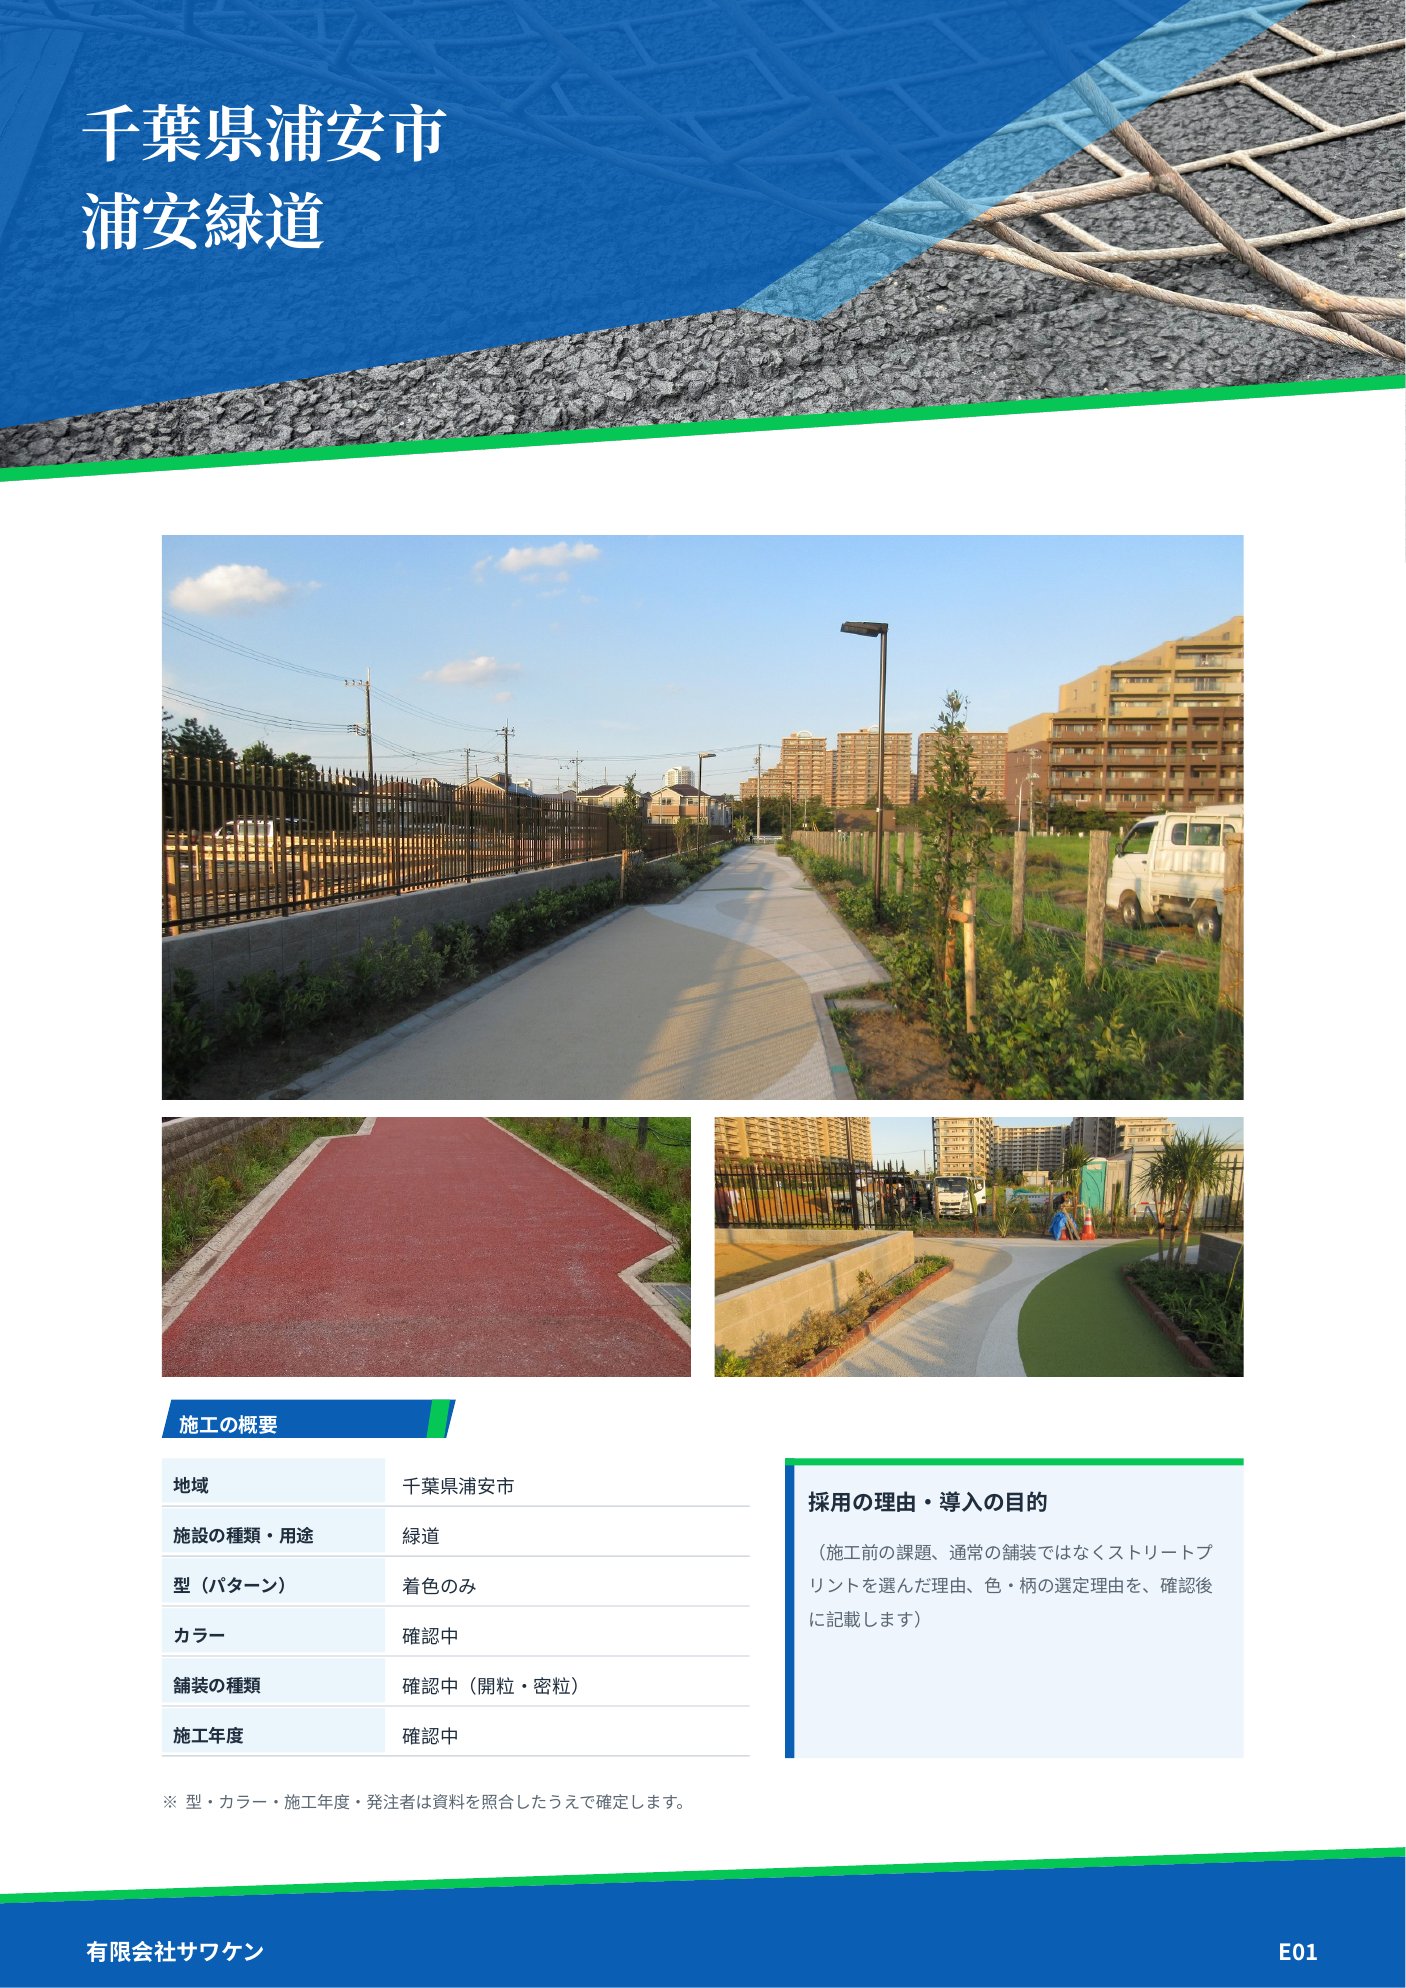 千葉県浦安市
浦安緑道
施工の概要
地域 千葉県浦安市
施設の種類・用途 緑道
型（パターン） 着色のみ
カラー 確認中
舗装の種類 確認中（開粒・密粒）
施工年度 確認中
採用の理由・導入の目的
（施工前の課題、通常の舗装ではなくストリートプ
リントを選んだ理由、色・柄の選定理由を、確認後
に記載します）
※ 型・カラー・施工年度・発注者は資料を照合したうえで確定します。
有限会社サワケン
E01